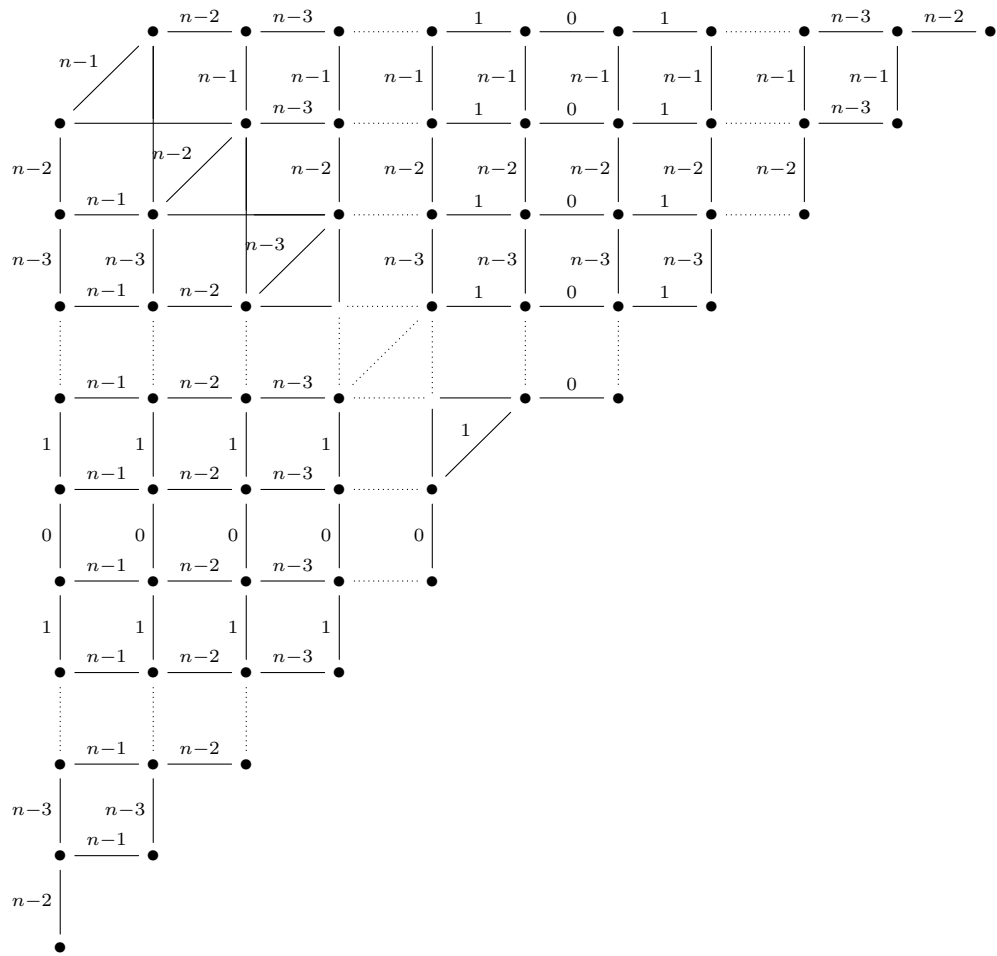 n−2 n−3 1 0 1 n−3 n−2
n−1 n−1 n−1 n−1 n−1 n−1 n−1 n−1 n−1
n−3 1 0 1 n−3
n−2 n−2 n−2 n−2 n−2 n−2 n−2 n−2
n−1 1 0 1
n−3 n−3 n−3 n−3 n−3 n−3 n−3
n−1 n−2 1 0 1
n−1 n−2 n−3 0
1 1 1 1 1
n−1 n−2 n−3
0 0 0 0 0
n−1 n−2 n−3
1 1 1 1
n−1 n−2 n−3
n−1 n−2
n−3 n−3
n−1
n−2